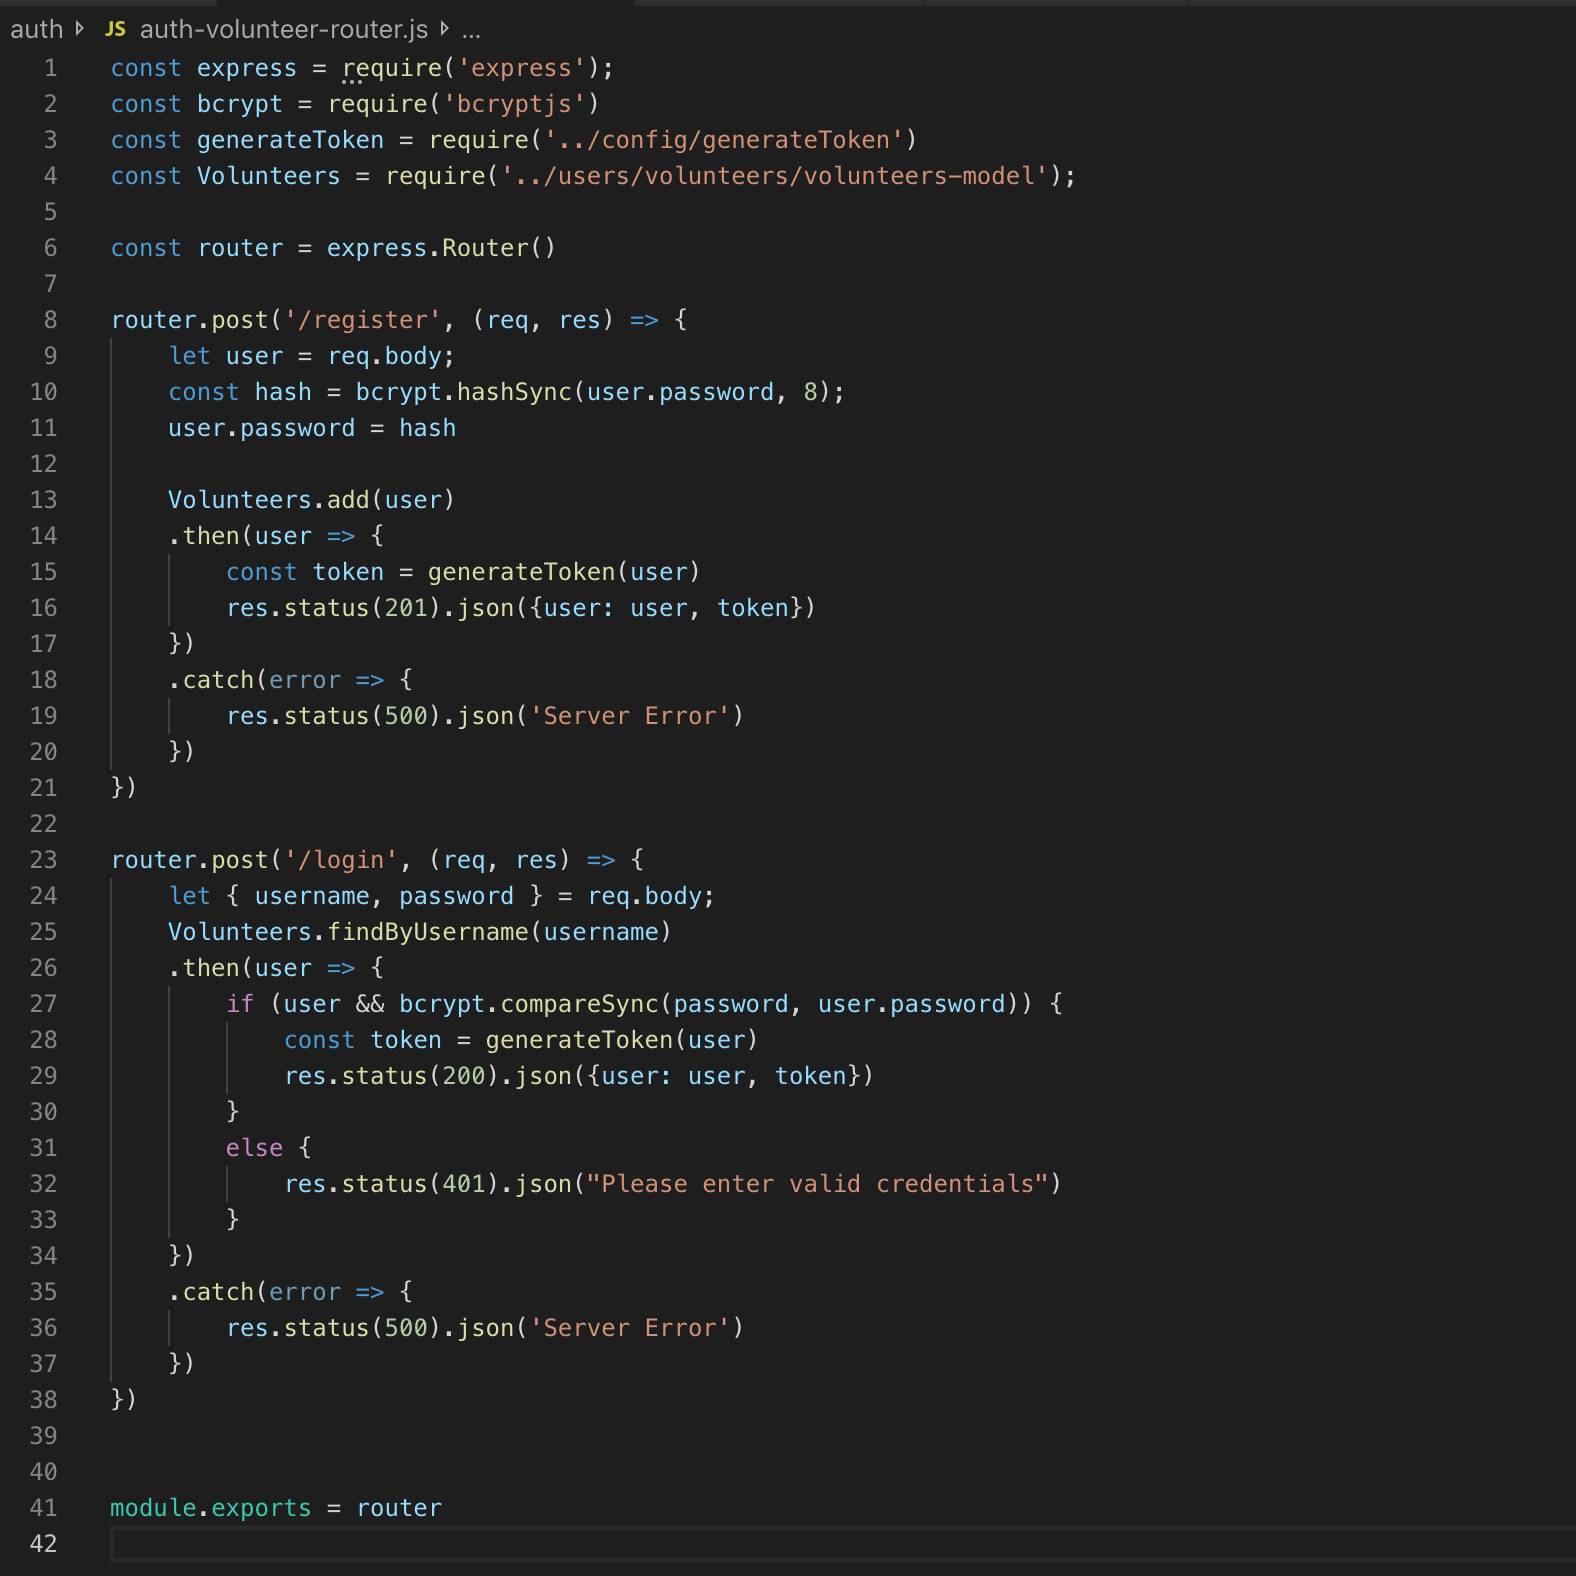 auth JS auth-volunteer-router.js ...
1 const express = require('express');
2 const bcrypt = require('bcryptjs')
3 const generateToken = require('../config/generateToken')
4 const Volunteers = require('../users/volunteers/volunteers-model');
5
6 const router = express.Router()
7
8 router.post('/register', (req, res) => {
9     let user = req.body;
10     const hash = bcrypt.hashSync(user.password, 8);
11     user.password = hash
12
13     Volunteers.add(user)
14     .then(user => {
15         const token = generateToken(user)
16         res.status(201).json({user: user, token})
17     })
18     .catch(error => {
19         res.status(500).json('Server Error')
20     })
21 })
22
23 router.post('/login', (req, res) => {
24     let { username, password } = req.body;
25     Volunteers.findByUsername(username)
26     .then(user => {
27         if (user && bcrypt.compareSync(password, user.password)) {
28             const token = generateToken(user)
29             res.status(200).json({user: user, token})
30         }
31         else {
32             res.status(401).json("Please enter valid credentials")
33         }
34     })
35     .catch(error => {
36         res.status(500).json('Server Error')
37     })
38 })
39
40
41 module.exports = router
42